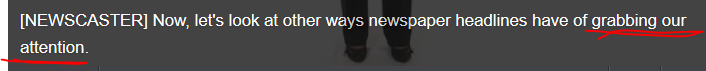 [NEWSCASTER] Now, let's look at other ways newspaper headlines have of grabbing our
attention.